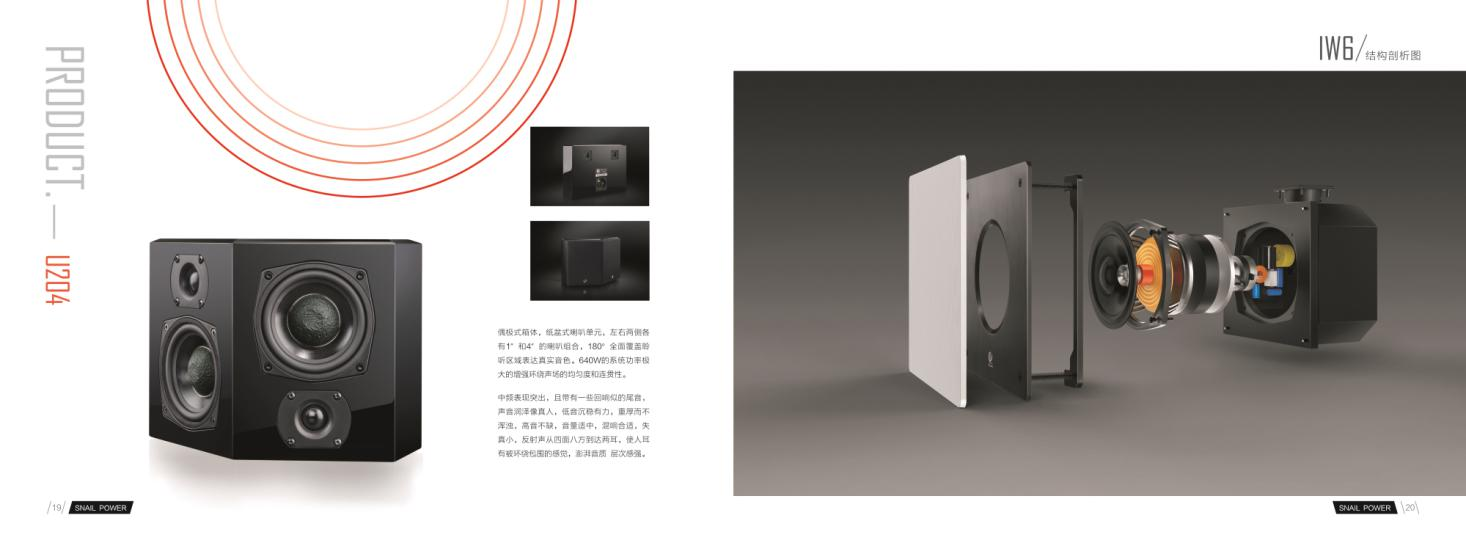 PRODUCT. — U204
偶极式箱体，纸盆式喇叭单元，左右两侧各
有1″ 和4″ 的喇叭组合，180° 全面覆盖聆
听区域表达真实音色。640W的系统功率极
大的增强环绕声场的均匀度和连贯性。
中频表现突出，且带有一些回响似的尾音，
声音润泽像真人，低音沉稳有力，重厚而不
浑浊，高音不缺，音量适中，混响合适，失
真小，反射声从四面八方到达两耳，使人耳
有被环绕包围的感觉，澎湃音质 层次感强。
/19/ SNAIL POWER
IW6/结构剖析图
SNAIL POWER \20\